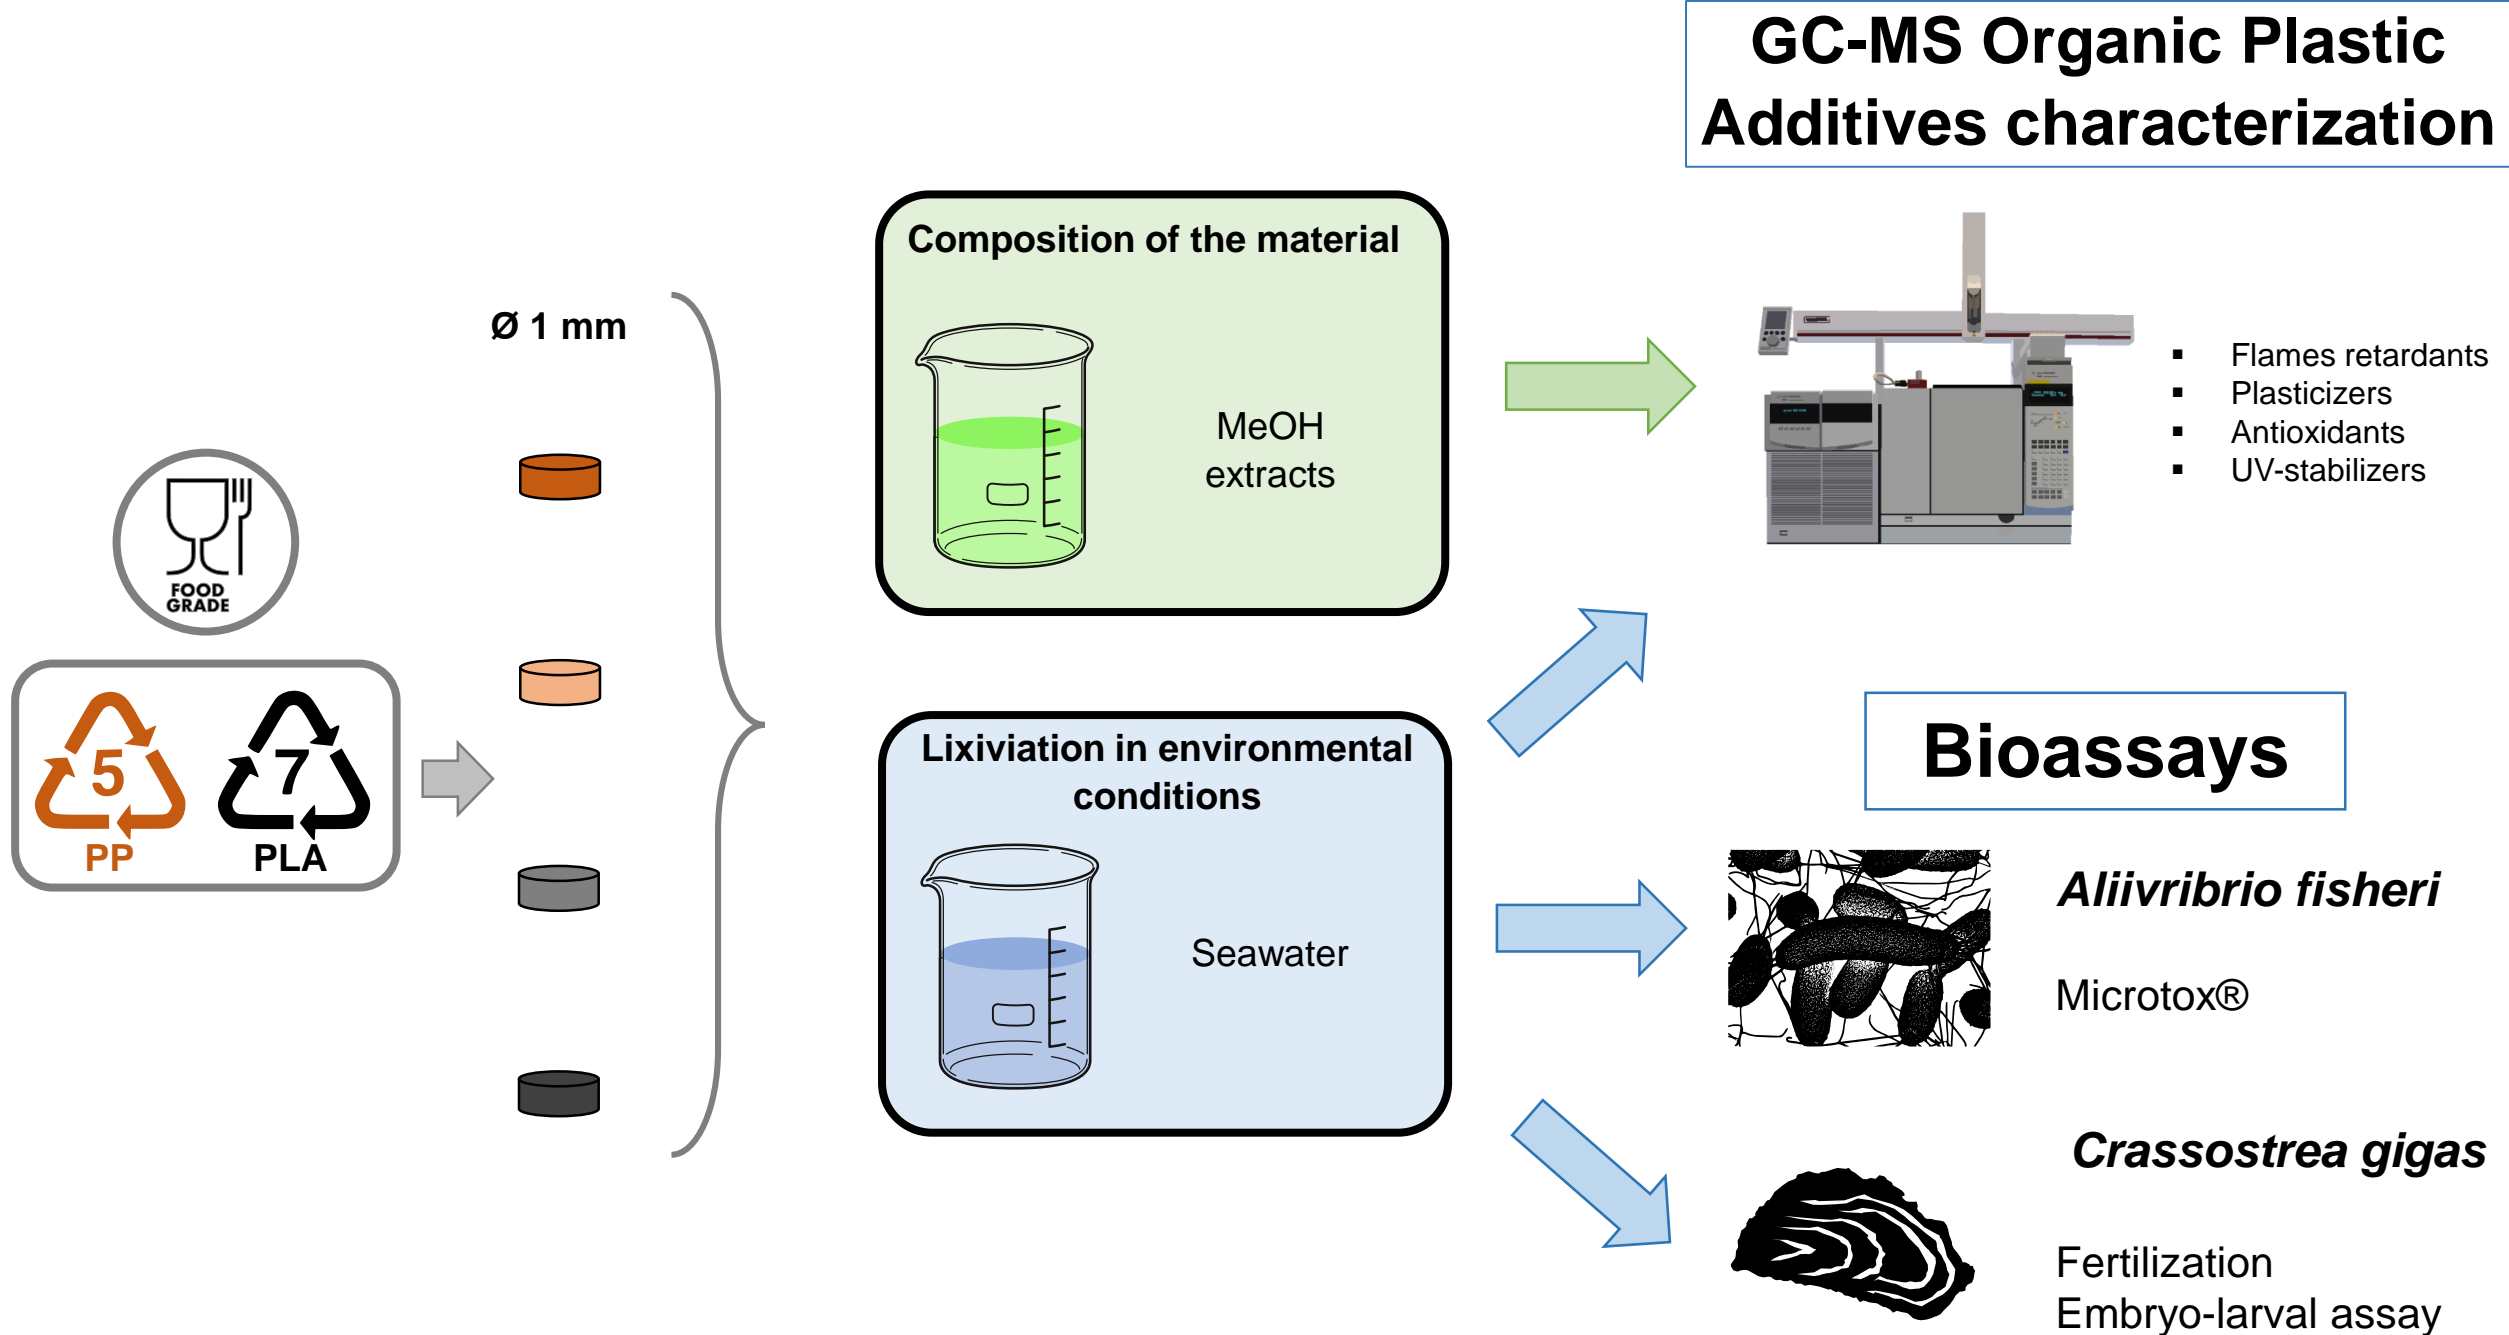 GC-MS Organic Plastic
Additives characterization
Composition of the material
Ø 1 mm
MeOH
extracts
▪ Flames retardants
▪ Plasticizers
▪ Antioxidants
▪ UV-stabilizers
FOOD
GRADE
5
7
PP
PLA
Lixiviation in environmental
conditions
Seawater
Bioassays
Aliivribrio fisheri
Microtox®
Crassostrea gigas
Fertilization
Embryo-larval assay